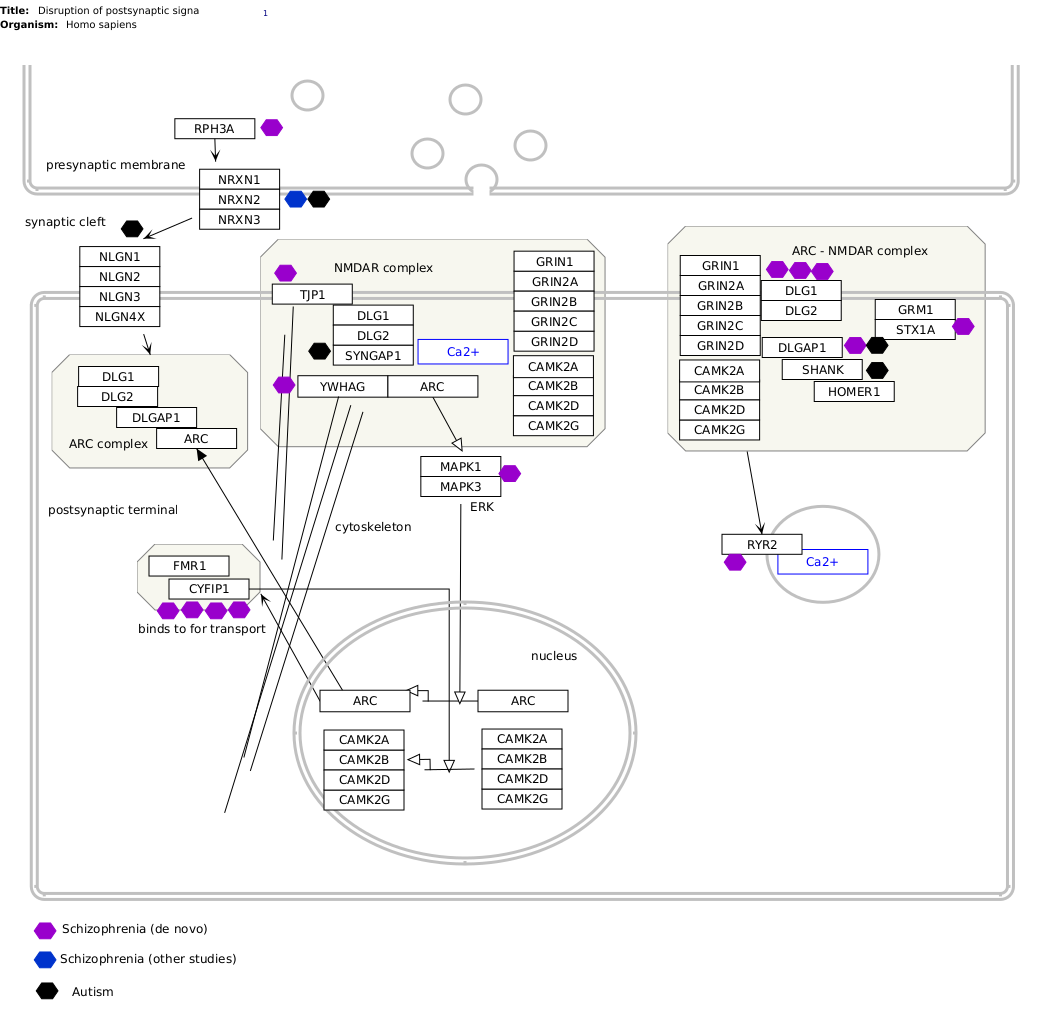 Title: Disruption of postsynaptic signa
1
Organism: Homo sapiens
RPH3A
presynaptic membrane
NRXN1
NRXN2
NRXN3
synaptic cleft
NLGN1
NLGN2
NLGN3
NLGN4X
NMDAR complex
TJP1
DLG1
DLG2
SYNGAP1
Ca2+
YWHAG
ARC
GRIN1
GRIN2A
GRIN2B
GRIN2C
GRIN2D
CAMK2A
CAMK2B
CAMK2D
CAMK2G
ARC - NMDAR complex
GRIN1
GRIN2A
GRIN2B
GRIN2C
GRIN2D
CAMK2A
CAMK2B
CAMK2D
CAMK2G
DLG1
DLG2
GRM1
STX1A
DLGAP1
SHANK
HOMER1
DLG1
DLG2
DLGAP1
ARC
ARC complex
MAPK1
MAPK3
ERK
postsynaptic terminal
cytoskeleton
RYR2
Ca2+
FMR1
CYFIP1
binds to for transport
nucleus
ARC
ARC
CAMK2A
CAMK2B
CAMK2D
CAMK2G
CAMK2A
CAMK2B
CAMK2D
CAMK2G
Schizophrenia (de novo)
Schizophrenia (other studies)
Autism